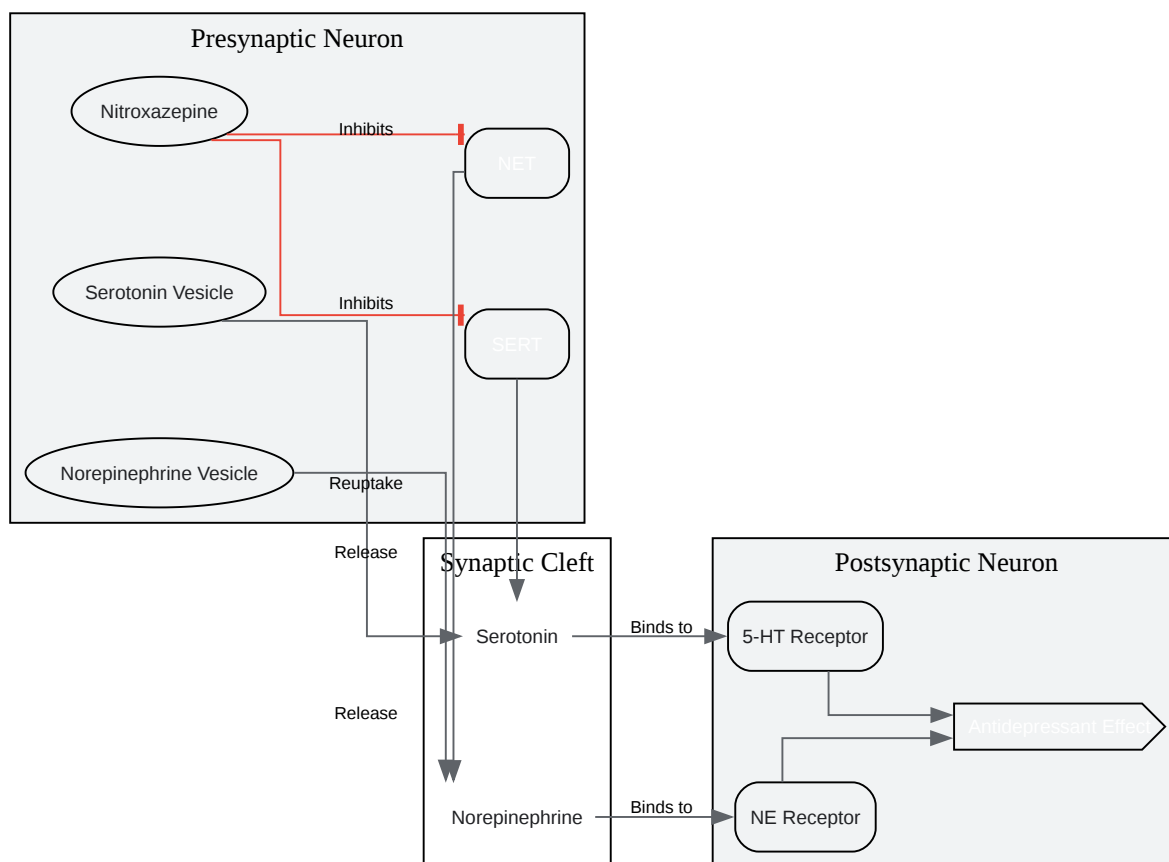 Presynaptic Neuron
Nitroxazepine
Inhibits
NET
Serotonin Vesicle
Inhibits
SERT
Norepinephrine Vesicle
Reuptake
Release
Synaptic Cleft
Postsynaptic Neuron
Serotonin
Binds to
5-HT Receptor
Release
Antidepressant Effect
Norepinephrine
Binds to
NE Receptor